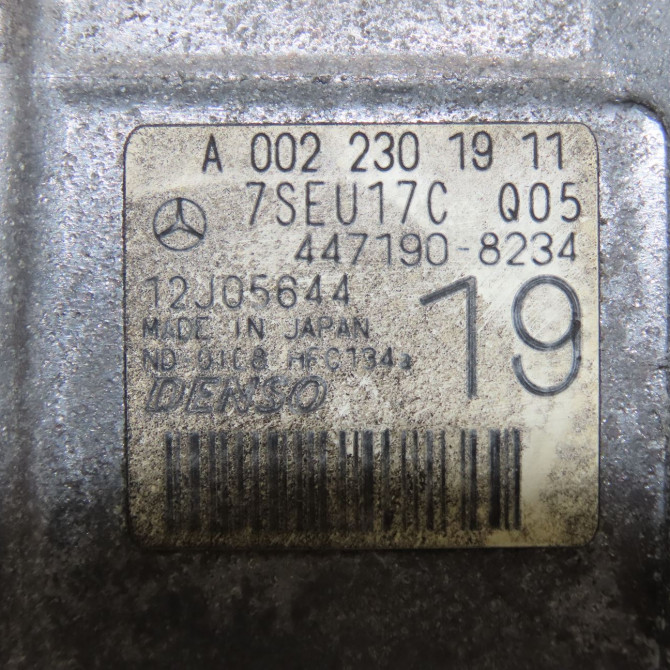 A 002 230 19 11
7SEU17C Q05
447190-8234
12J05644
19
MADE IN JAPAN
ND-OIL8 HFC134a
DENSO